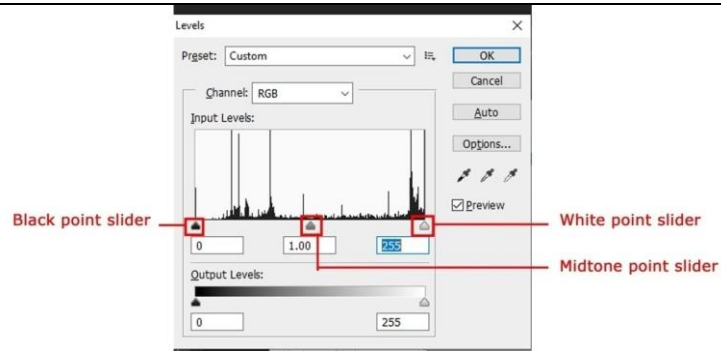 Levels
Preset: Custom
OK
Cancel
Channel: RGB
Auto
Input Levels:
Options...
Preview
Black point slider
White point slider
0 1.00 255
Midtone point slider
Output Levels:
0 255